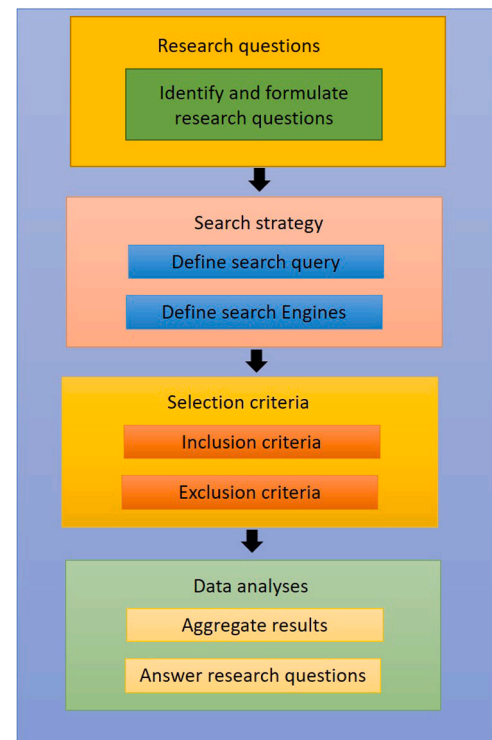 Research questions
Identify and formulate
research questions
Search strategy
Define search query
Define search Engines
Selection criteria
Inclusion criteria
Exclusion criteria
Data analyses
Aggregate results
Answer research questions